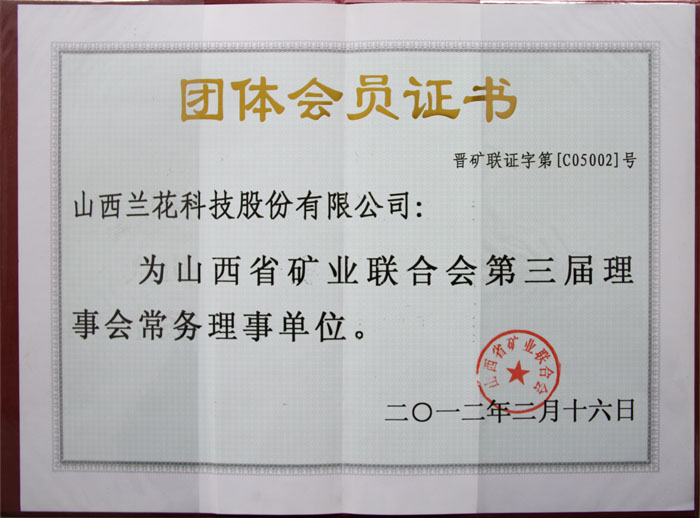 团体会员证书
晋矿联证字第[C05002]号
山西兰花科技股份有限公司:
为山西省矿业联合会第三届理
事会常务理事单位。
山西省矿业联合会
二〇一二年二月十六日